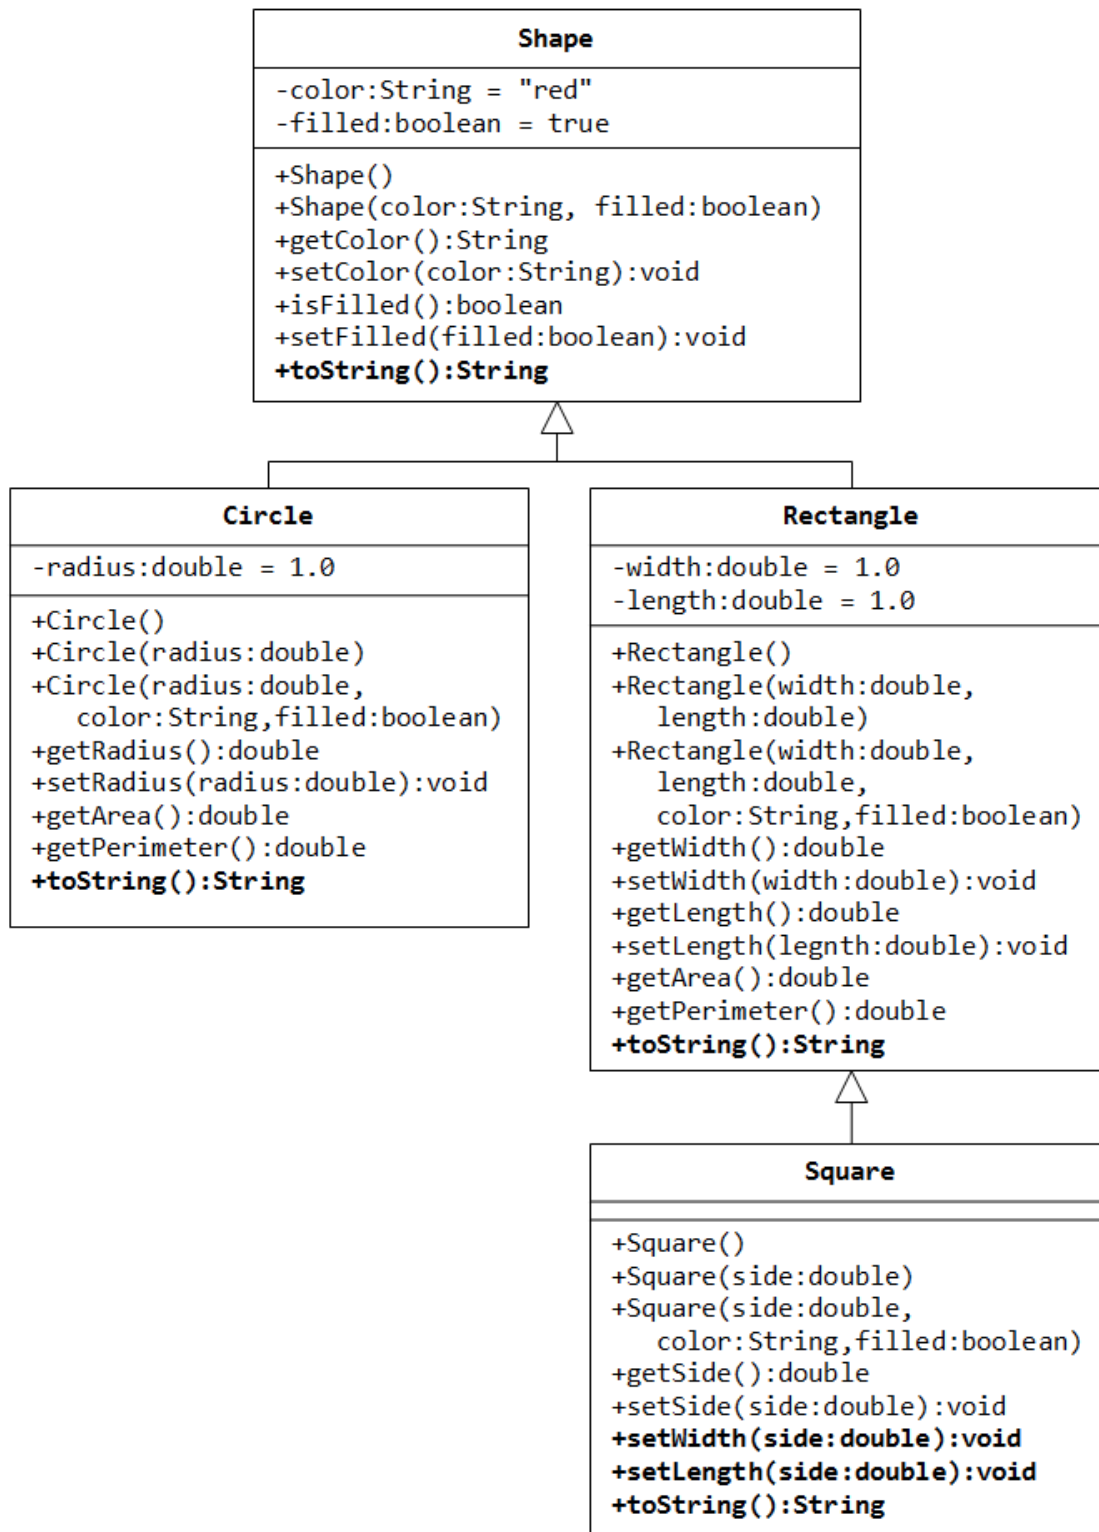 Shape
-color:String = "red"
-filled:boolean = true
+Shape()
+Shape(color:String, filled:boolean)
+getColor():String
+setColor(color:String):void
+isFilled():boolean
+setFilled(filled:boolean):void
+toString():String
Circle
-radius:double = 1.0
+Circle()
+Circle(radius:double)
+Circle(radius:double,
color:String,filled:boolean)
+getRadius():double
+setRadius(radius:double):void
+getArea():double
+getPerimeter():double
+toString():String
Rectangle
-width:double = 1.0
-length:double = 1.0
+Rectangle()
+Rectangle(width:double,
length:double)
+Rectangle(width:double,
length:double,
color:String,filled:boolean)
+getWidth():double
+setWidth(width:double):void
+getLength():double
+setLength(legnth:double):void
+getArea():double
+getPerimeter():double
+toString():String
Square
+Square()
+Square(side:double)
+Square(side:double,
color:String,filled:boolean)
+getSide():double
+setSide(side:double):void
+setWidth(side:double):void
+setLength(side:double):void
+toString():String